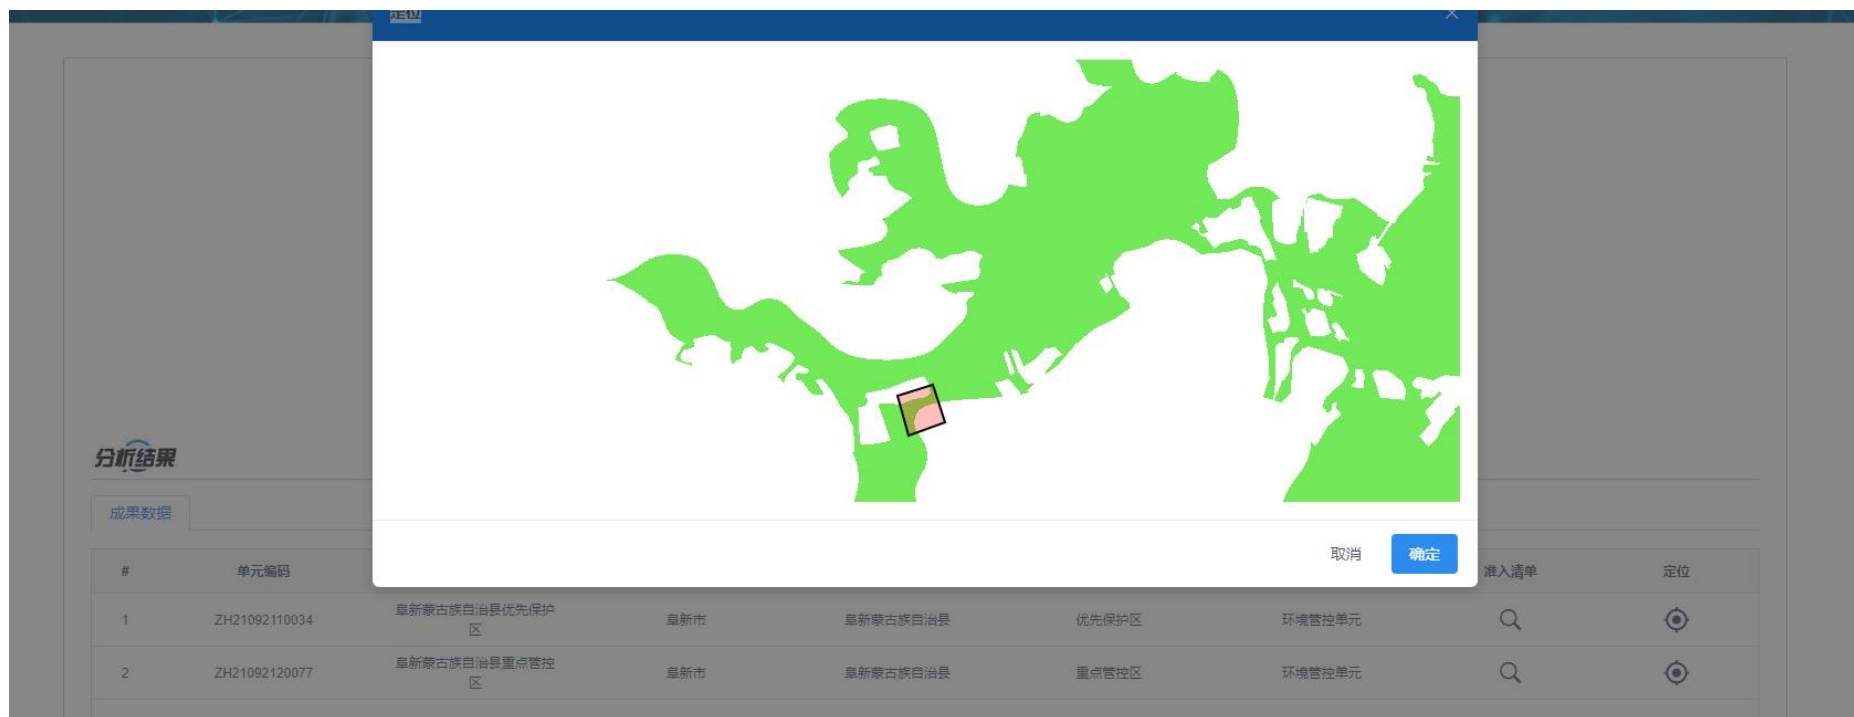 定位
取消
确定
分析结果
成果数据
# 单元编码 准入清单 定位
1 ZH21092110034 阜新蒙古族自治县优先保护区 阜新市 阜新蒙古族自治县 优先保护区 环境管控单元
2 ZH21092120077 阜新蒙古族自治县重点管控区 阜新市 阜新蒙古族自治县 重点管控区 环境管控单元